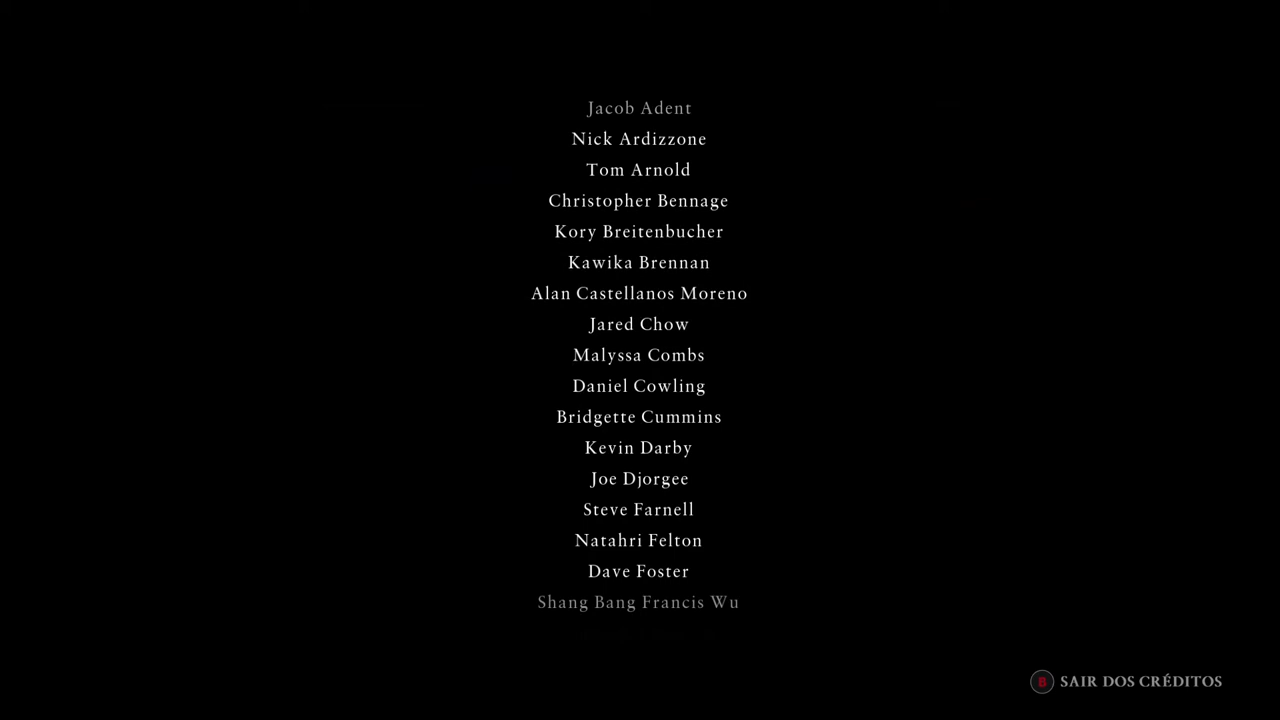 Jacob Adent
Nick Ardizzone
Tom Arnold
Christopher Bennage
Kory Breitenbucher
Kawika Brennan
Alan Castellanos Moreno
Jared Chow
Malyssa Combs
Daniel Cowling
Bridgette Cummins
Kevin Darby
Joe Djorgee
Steve Farnell
Natahri Felton
Dave Foster
Shang Bang Francis Wu
B SAIR DOS CRÉDITOS